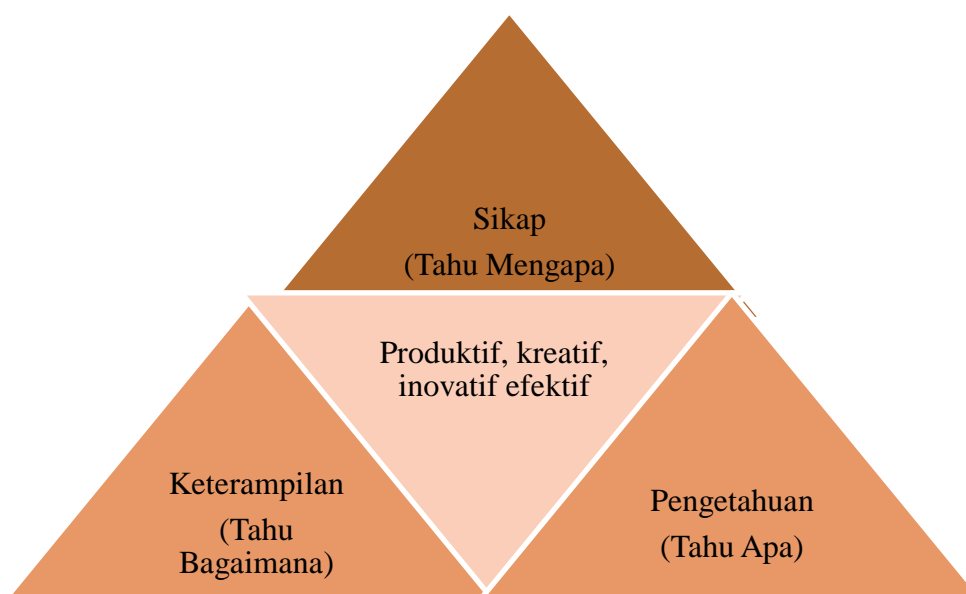 Sikap
(Tahu Mengapa)
Produktif, kreatif,
inovatif efektif
Keterampilan
(Tahu
Bagaimana)
Pengetahuan
(Tahu Apa)